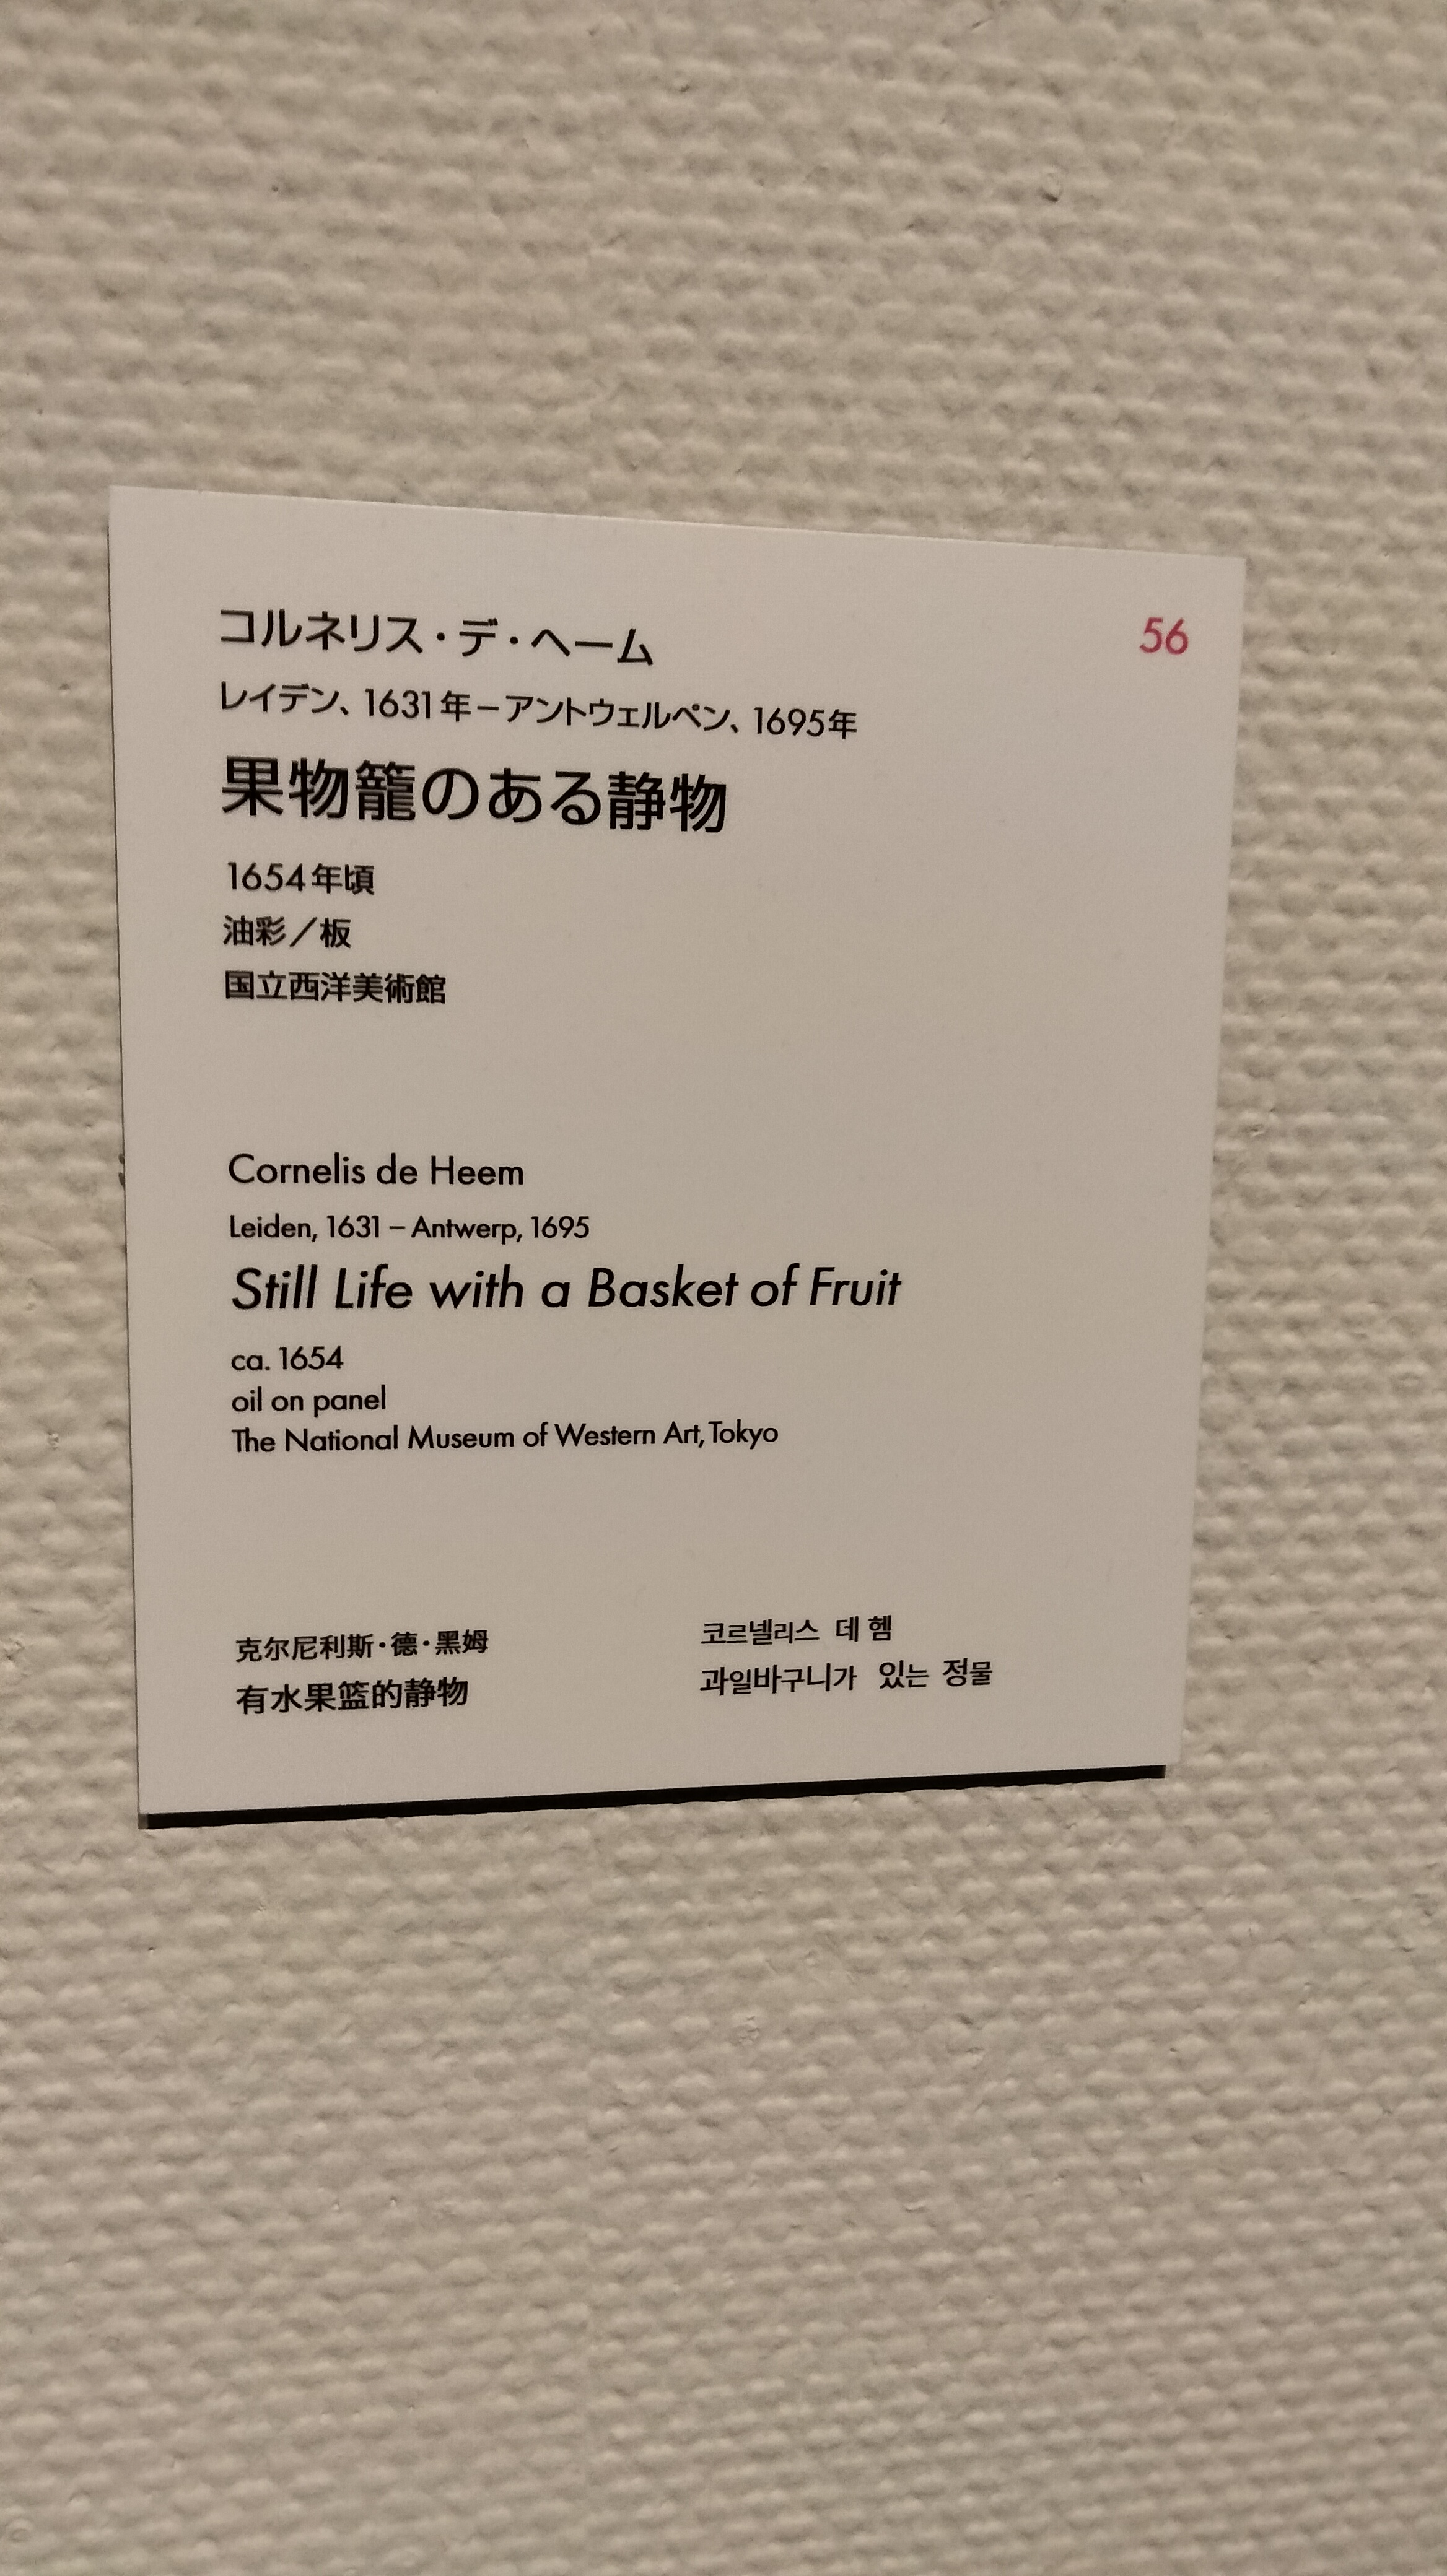 コルネリス・デ・ヘーム
56
レイデン、1631年－アントウェルペン、1695年
果物籠のある静物
1654年頃
油彩／板
国立西洋美術館
Cornelis de Heem
Leiden, 1631 – Antwerp, 1695
Still Life with a Basket of Fruit
ca. 1654
oil on panel
The National Museum of Western Art, Tokyo
克尔尼利斯·德·黑姆
有水果篮的静物
코르넬리스 데 헴
과일바구니가 있는 정물